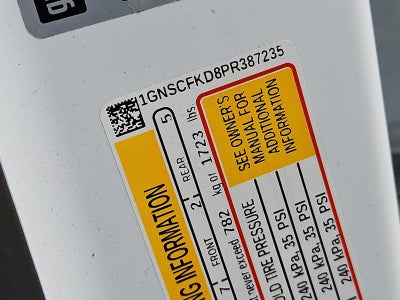 1GNSCFKD8PR387235
NG INFORMATION
5
REAR
2
FRONT
never exceed 782 kg or 1723 lbs
SEE OWNER'S
MANUAL FOR
ADDITIONAL
INFORMATION
TIRE PRESSURE
240 kPa, 35 PSI
240 kPa, 35 PSI
240 kPa, 35 PSI